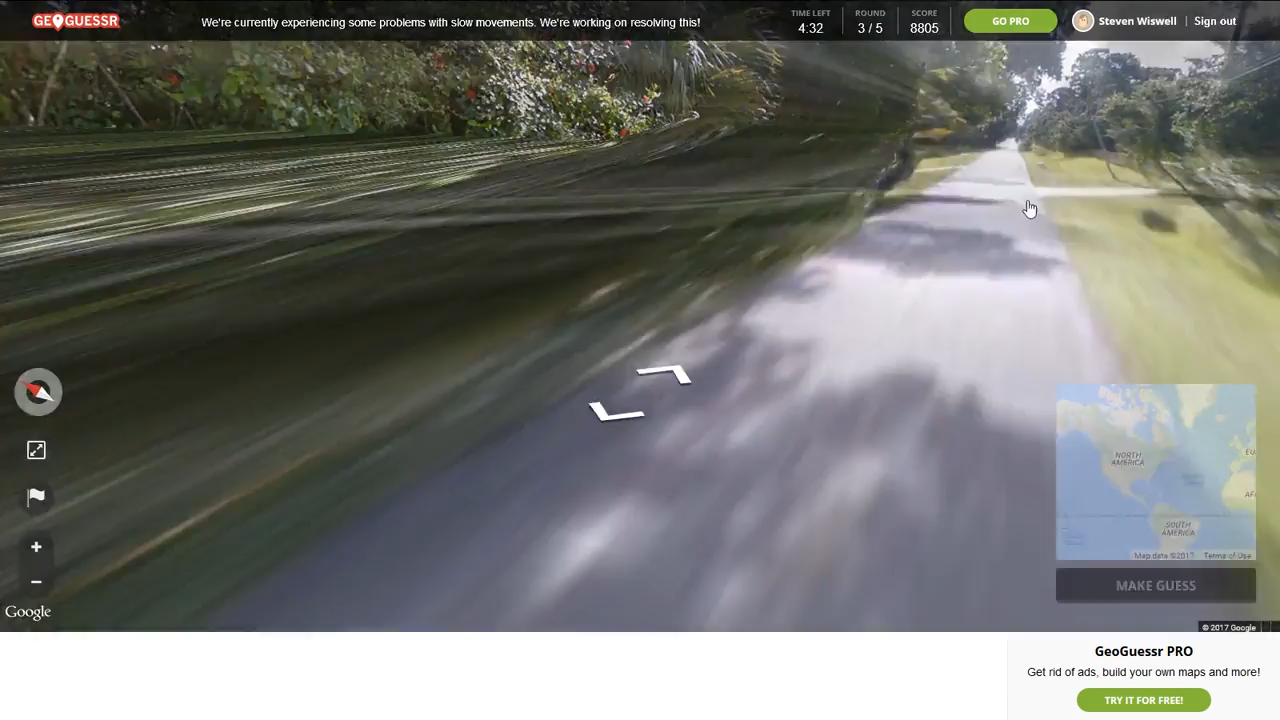 GEOGUESSR
We're currently experiencing some problems with slow movements. We're working on resolving this!
TIME LEFT
4:32
ROUND
3 / 5
SCORE
8805
GO PRO
Steven Wiswell | Sign out
NORTH
AMERICA
EU
AF
SOUTH
AMERICA
Map data ©2017 Terms of Use
MAKE GUESS
Google
© 2017 Google
GeoGuessr PRO
Get rid of ads, build your own maps and more!
TRY IT FOR FREE!